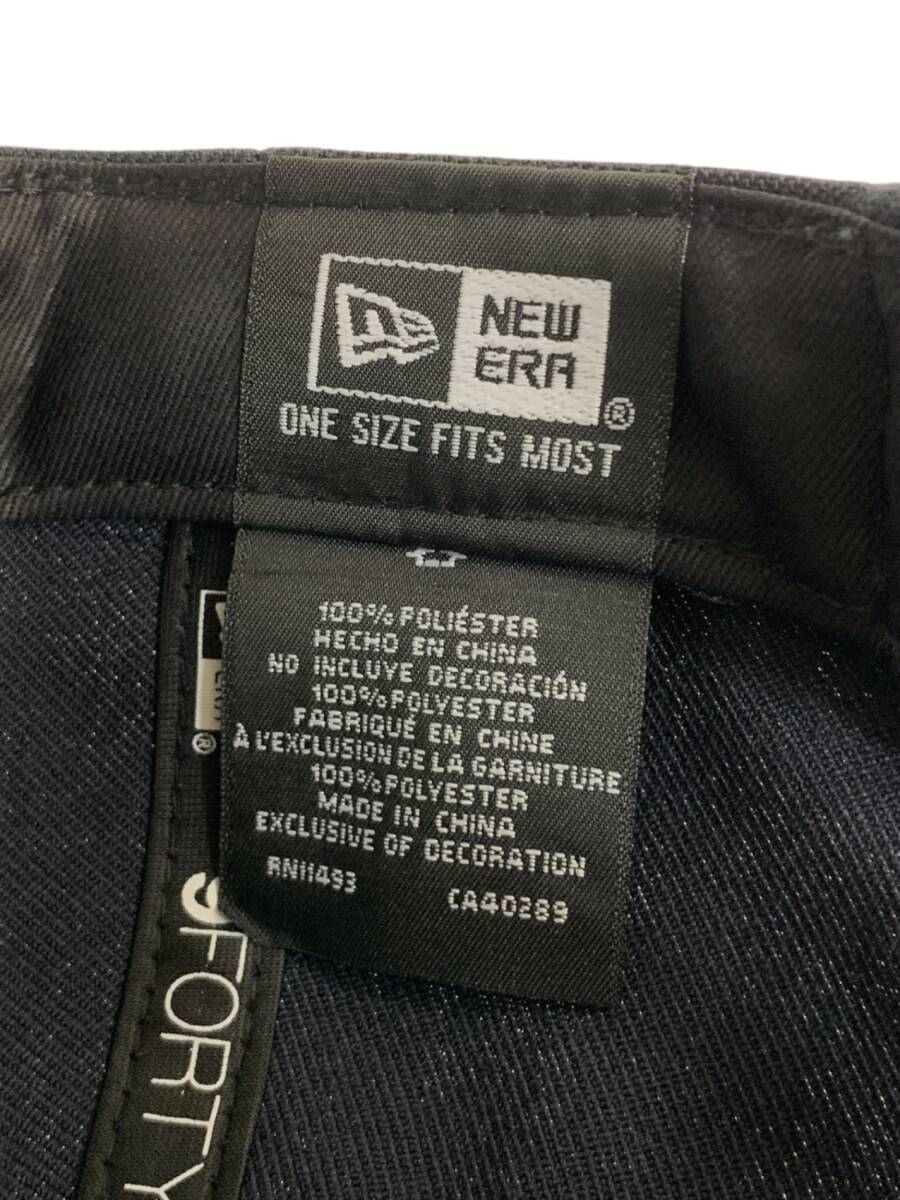 NEW
ERA
®
ONE SIZE FITS MOST
100% POLIÉSTER
HECHO EN CHINA
NO INCLUYE DECORACIÓN
100% POLYESTER
FABRIQUÉ EN CHINE
À L'EXCLUSION DE LA GARNITURE
100% POLYESTER
MADE IN CHINA
EXCLUSIVE OF DECORATION
RN11493 CA40289
®
9FORTY